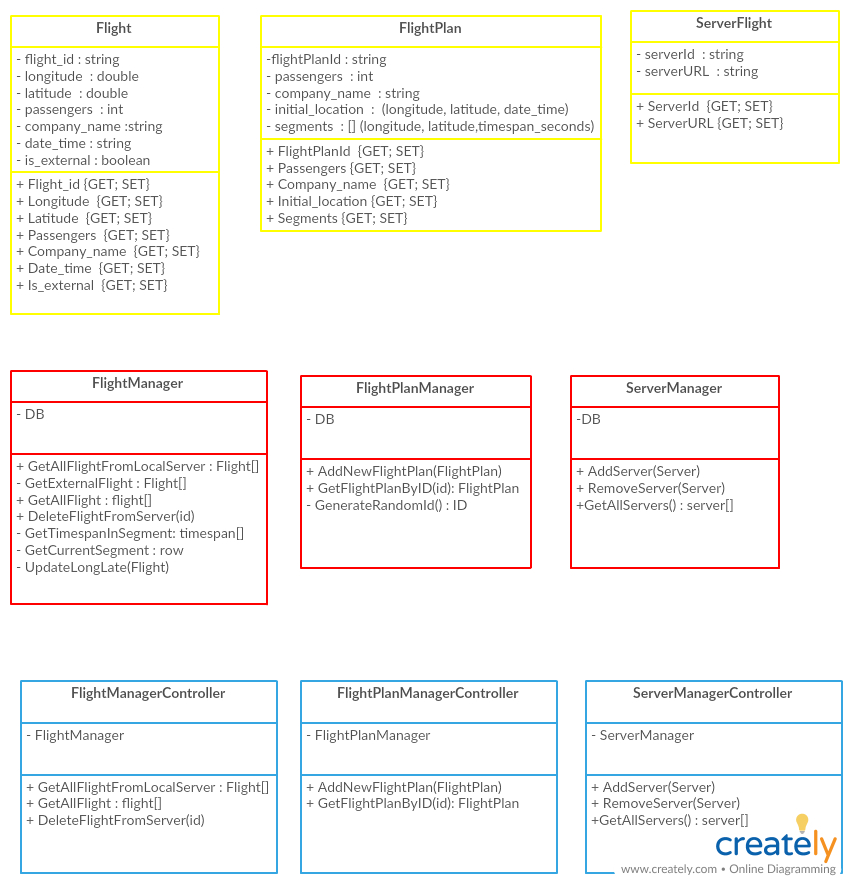 Flight
- flight_id : string
- longitude : double
- latitude : double
- passengers : int
- company_name :string
- date_time : string
- is_external : boolean
+ Flight_id {GET; SET}
+ Longitude {GET; SET}
+ Latitude {GET; SET}
+ Passengers {GET; SET}
+ Company_name {GET; SET}
+ Date_time {GET; SET}
+ Is_external {GET; SET}
FlightPlan
-flightPlanId : string
- passengers : int
- company_name : string
- initial_location : (longitude, latitude, date_time)
- segments : [] (longitude, latitude,timespan_seconds)
+ FlightPlanId {GET; SET}
+ Passengers {GET; SET}
+ Company_name {GET; SET}
+ Initial_location {GET; SET}
+ Segments {GET; SET}
ServerFlight
- serverId : string
- serverURL : string
+ ServerId {GET; SET}
+ ServerURL {GET; SET}
FlightManager
- DB
+ GetAllFlightFromLocalServer : Flight[]
- GetExternalFlight : Flight[]
+ GetAllFlight : flight[]
+ DeleteFlightFromServer(id)
- GetTimespanInSegment: timespan[]
- GetCurrentSegment : row
- UpdateLongLate(Flight)
FlightPlanManager
- DB
+ AddNewFlightPlan(FlightPlan)
+ GetFlightPlanByID(id): FlightPlan
- GenerateRandomId() : ID
ServerManager
-DB
+ AddServer(Server)
+ RemoveServer(Server)
+GetAllServers() : server[]
FlightManagerController
- FlightManager
+ GetAllFlightFromLocalServer : Flight[]
+ GetAllFlight : flight[]
+ DeleteFlightFromServer(id)
FlightPlanManagerController
- FlightPlanManager
+ AddNewFlightPlan(FlightPlan)
+ GetFlightPlanByID(id): FlightPlan
ServerManagerController
- ServerManager
+ AddServer(Server)
+ RemoveServer(Server)
+GetAllServers() : server[]
creately
www.creately.com • Online Diagramming